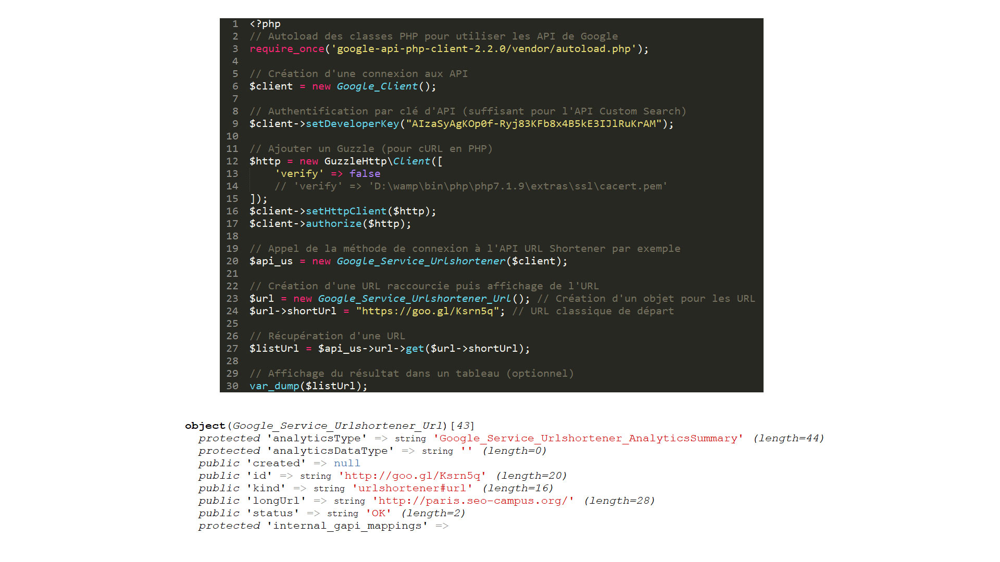 1 <?php
2 // Autoload des classes PHP pour utiliser les API de Google
3 require_once('google-api-php-client-2.2.0/vendor/autoload.php');
4
5 // Création d'une connexion aux API
6 $client = new Google_Client();
7
8 // Authentification par clé d'API (suffisant pour l'API Custom Search)
9 $client->setDeveloperKey("AIzaSyAgKOp0f-Ryj83KFb8x4B5kE3IJlRuKrAM");
10
11 // Ajouter un Guzzle (pour cURL en PHP)
12 $http = new GuzzleHttp\Client([
13 'verify' => false
14 // 'verify' => 'D:\wamp\bin\php\php7.1.9\extras\ssl\cacert.pem'
15 ]);
16 $client->setHttpClient($http);
17 $client->authorize($http);
18
19 // Appel de la méthode de connexion à l'API URL Shortener par exemple
20 $api_us = new Google_Service_Urlshortener($client);
21
22 // Création d'une URL raccourcie puis affichage de l'URL
23 $url = new Google_Service_Urlshortener_Url(); // Création d'un objet pour les URL
24 $url->shortUrl = "https://goo.gl/Ksrn5q"; // URL classique de départ
25
26 // Récupération d'une URL
27 $listUrl = $api_us->url->get($url->shortUrl);
28
29 // Affichage du résultat dans un tableau (optionnel)
30 var_dump($listUrl);
object(Google_Service_Urlshortener_Url)[43]
protected 'analyticsType' => string 'Google_Service_Urlshortener_AnalyticsSummary' (length=44)
protected 'analyticsDataType' => string '' (length=0)
public 'created' => null
public 'id' => string 'http://goo.gl/Ksrn5q' (length=20)
public 'kind' => string 'urlshortener#url' (length=16)
public 'longUrl' => string 'http://paris.seo-campus.org/' (length=28)
public 'status' => string 'OK' (length=2)
protected 'internal_gapi_mappings' =>